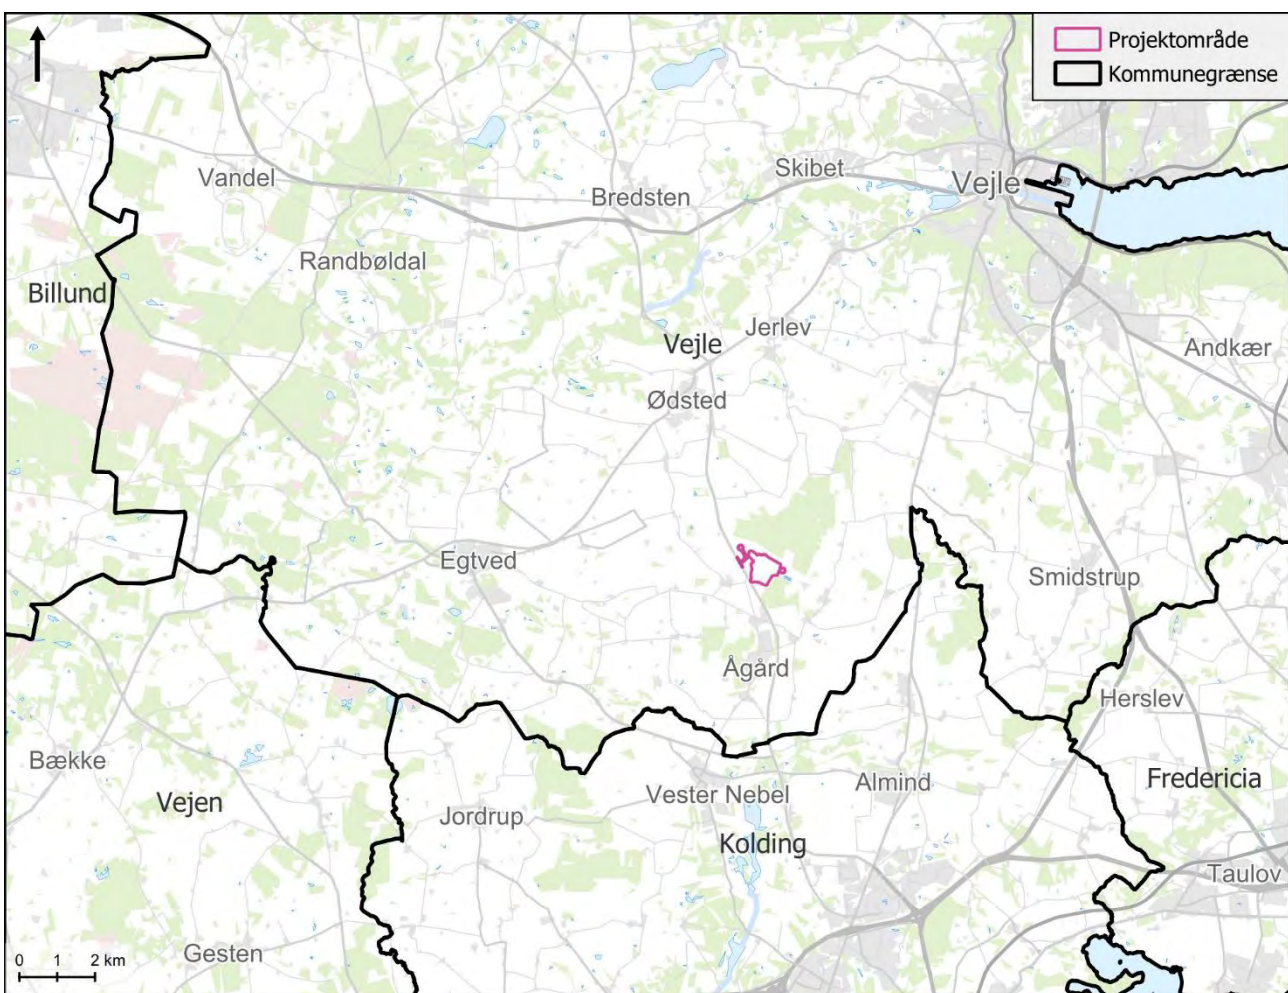 Projektområde
Kommunegrænse
Vandel
Skibet
Vejle
Bredsten
Randbøldal
Billund
Jerlev
Vejle
Andkær
Ødsted
Egtved
Smidstrup
Ågård
Herslev
Bække
Fredericia
Almind
Vester Nebel
Vejen
Jordrup
Kolding
Taulov
Gesten
0 1 2 km